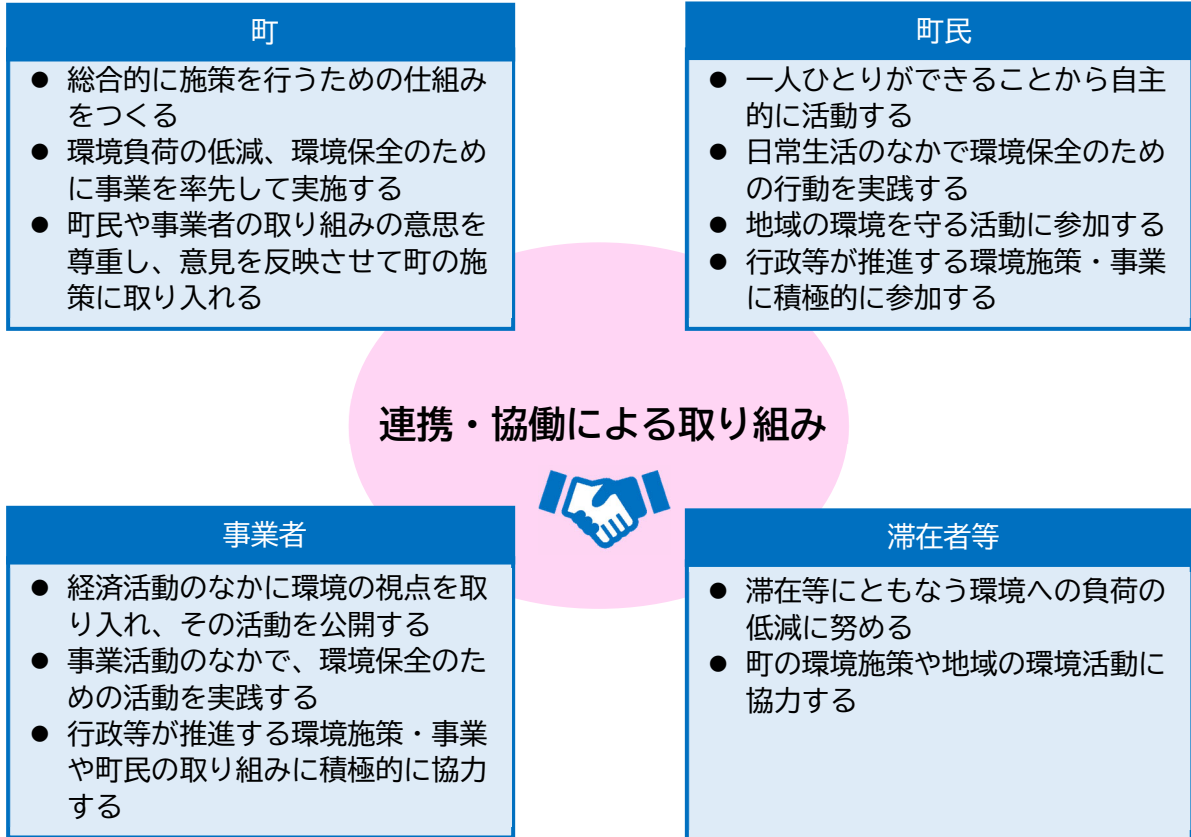 町
● 総合的に施策を行うための仕組み
をつくる
● 環境負荷の低減、環境保全のため
に事業を率先して実施する
● 町民や事業者の取り組みの意思を
尊重し、意見を反映させて町の施
策に取り入れる
町民
● 一人ひとりができることから自主
的に活動する
● 日常生活のなかで環境保全のため
の行動を実践する
● 地域の環境を守る活動に参加する
● 行政等が推進する環境施策・事業
に積極的に参加する
連携・協働による取り組み
事業者
● 経済活動のなかに環境の視点を取
り入れ、その活動を公開する
● 事業活動のなかで、環境保全のた
めの活動を実践する
● 行政等が推進する環境施策・事業
や町民の取り組みに積極的に協力
する
滞在者等
● 滞在等にともなう環境への負荷の
低減に努める
● 町の環境施策や地域の環境活動に
協力する